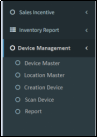 Sales Incentive
Inventory Report
Device Management
Device Master
Location Master
Creation Device
Scan Device
Report